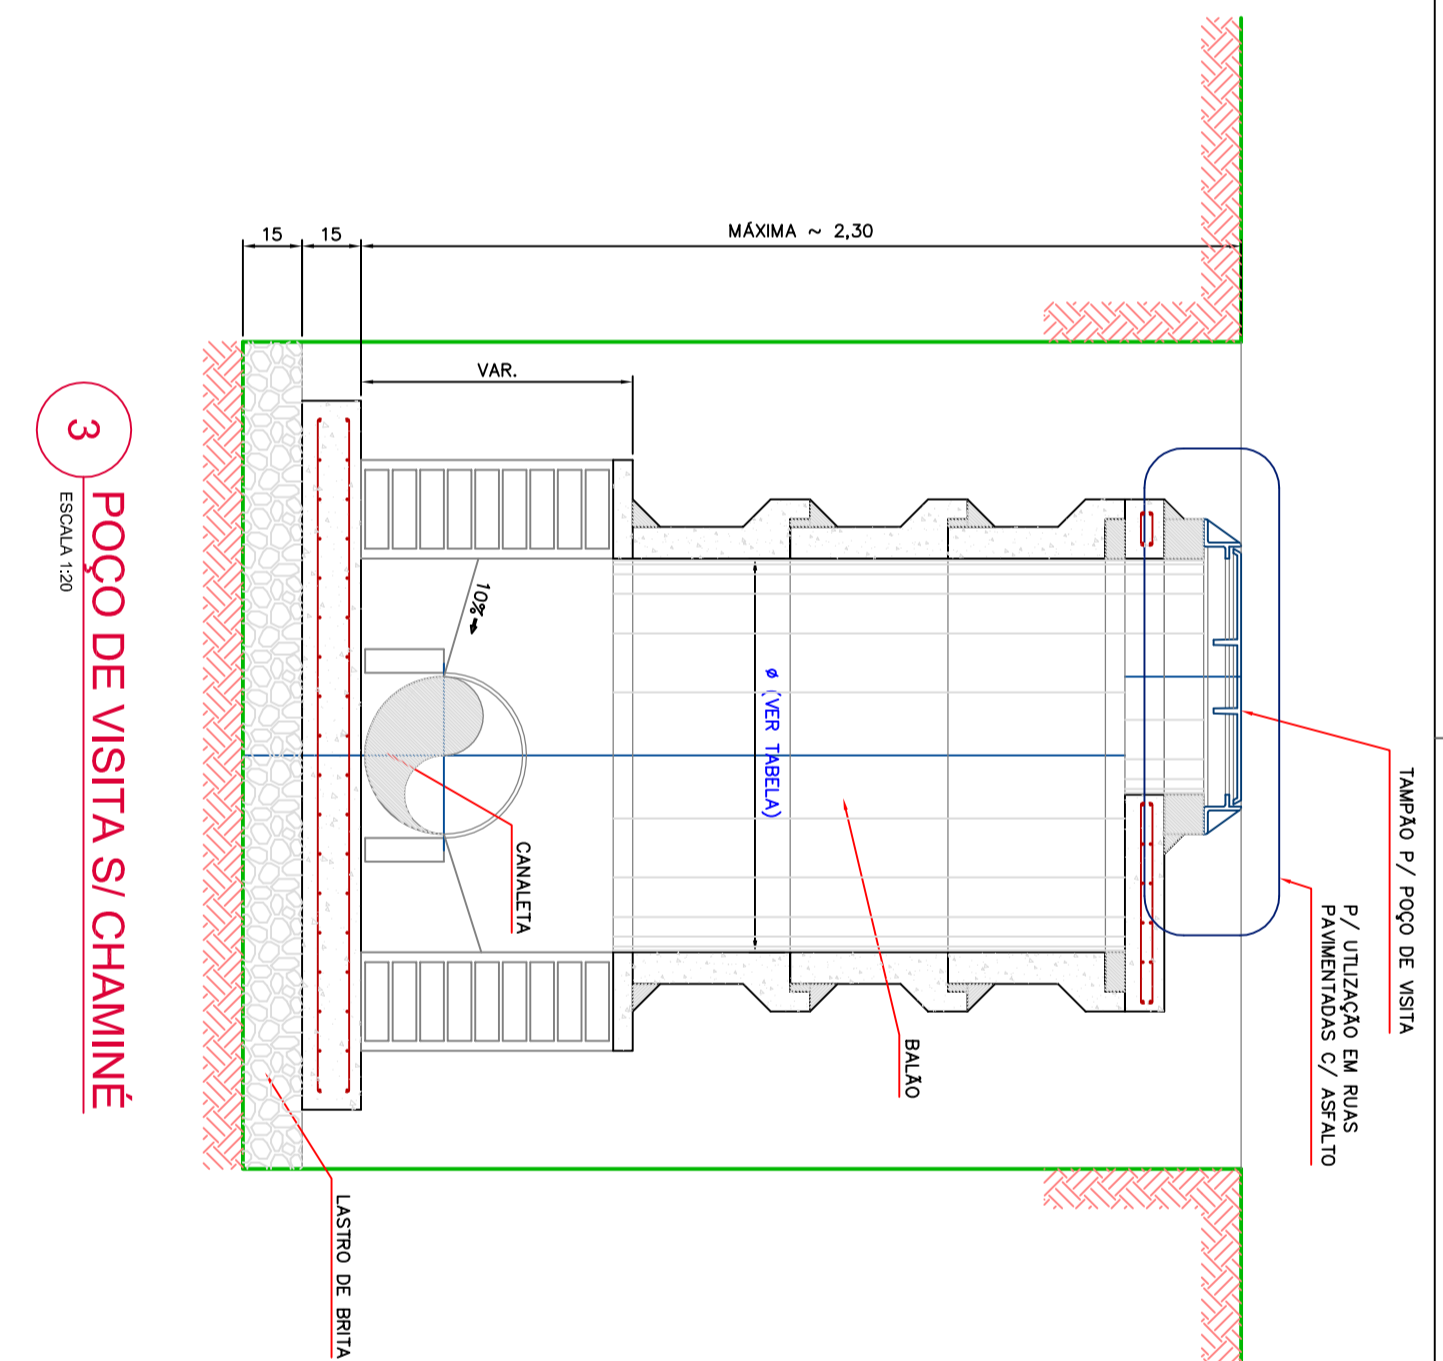 TAMPÃO P/ POÇO DE VISITA
P/ UTLIZAÇÃO EM RUAS
PAVIMENTADAS C/ ASFALTO
MÁXIMA ~ 2,30
15
15
VAR.
BALÃO
ø (VER TABELA)
10%
CANALETA
LASTRO DE BRITA
3
POÇO DE VISITA S/ CHAMINÉ
ESCALA 1:20